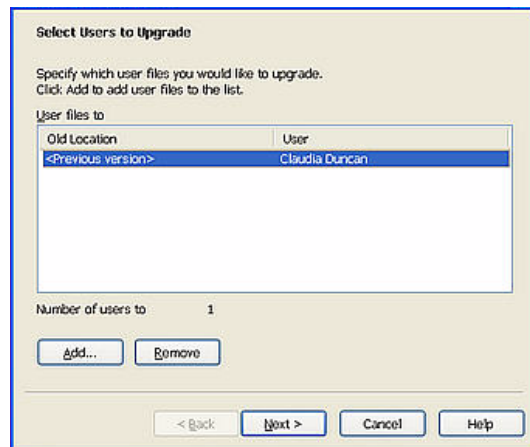 Select Users to Upgrade
Specify which user files you would like to upgrade.
Click Add to add user files to the list.
User files to
Old Location User
<Previous version> Claudia Duncan
Number of users to 1
Add... Remove
< Back Next > Cancel Help